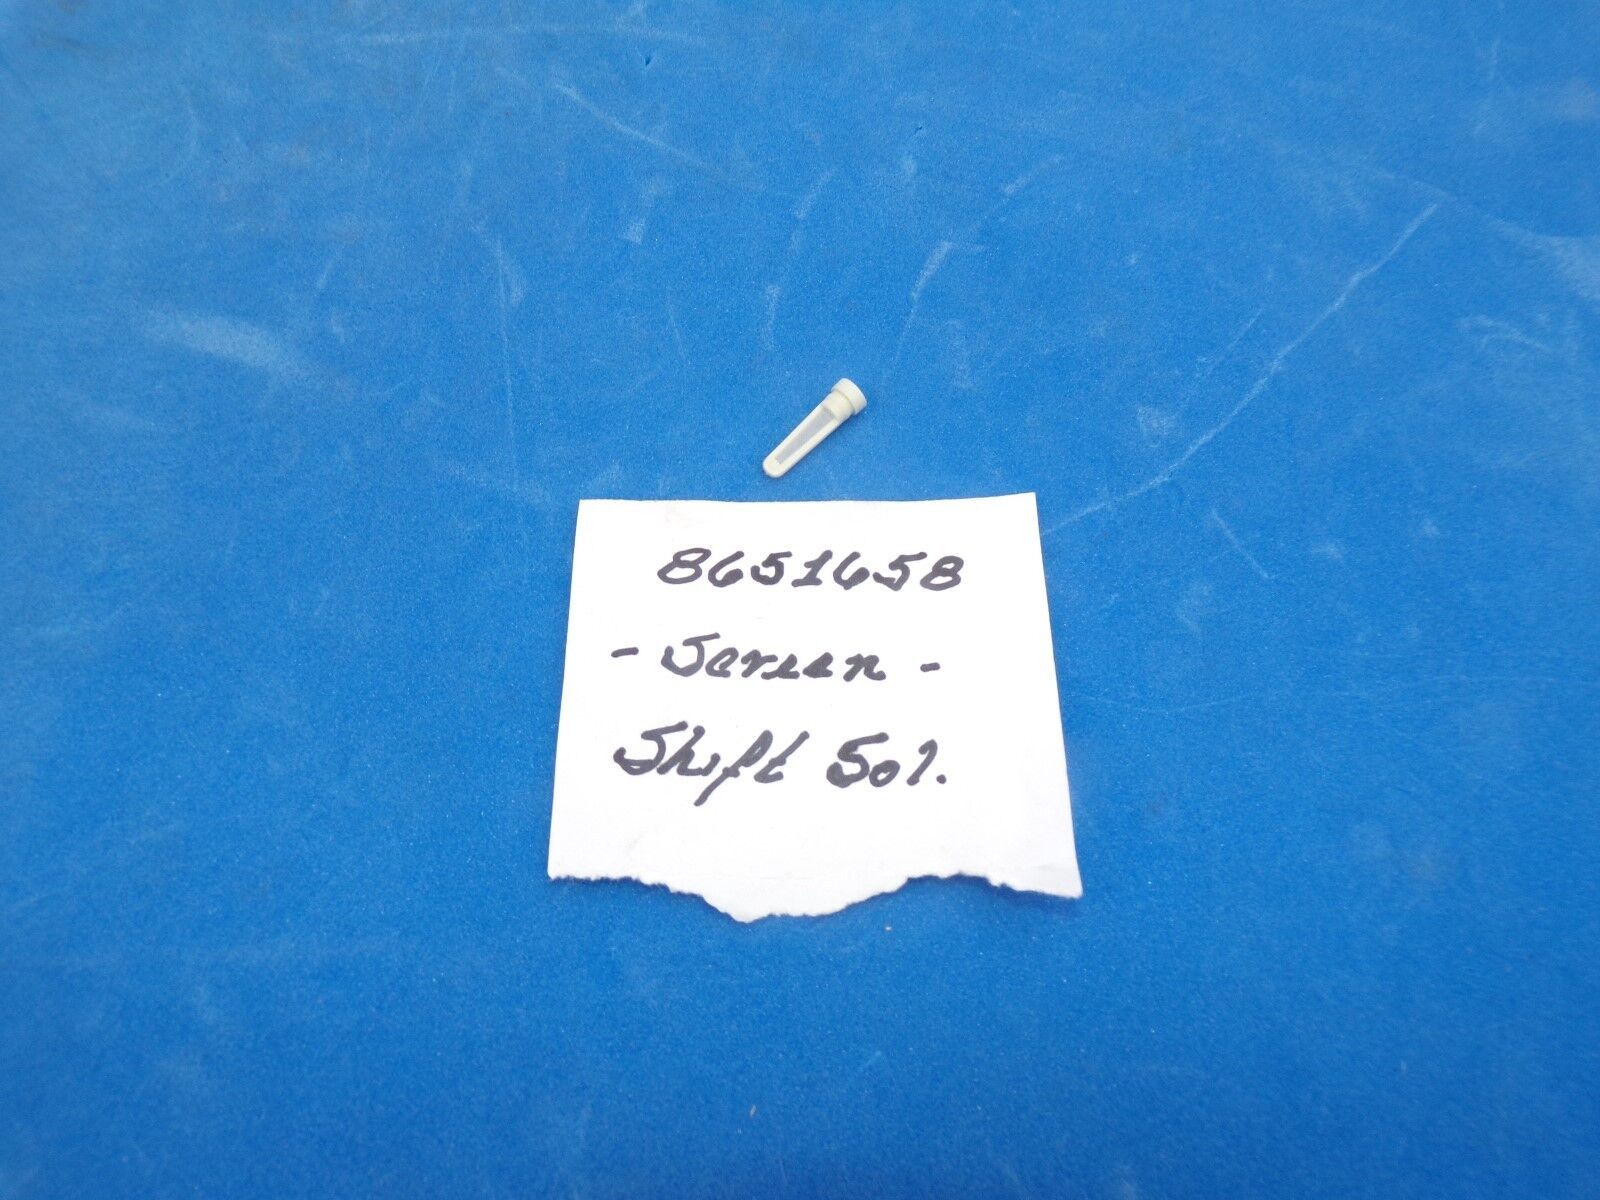 8651658
- Screen -
Shift Sol.